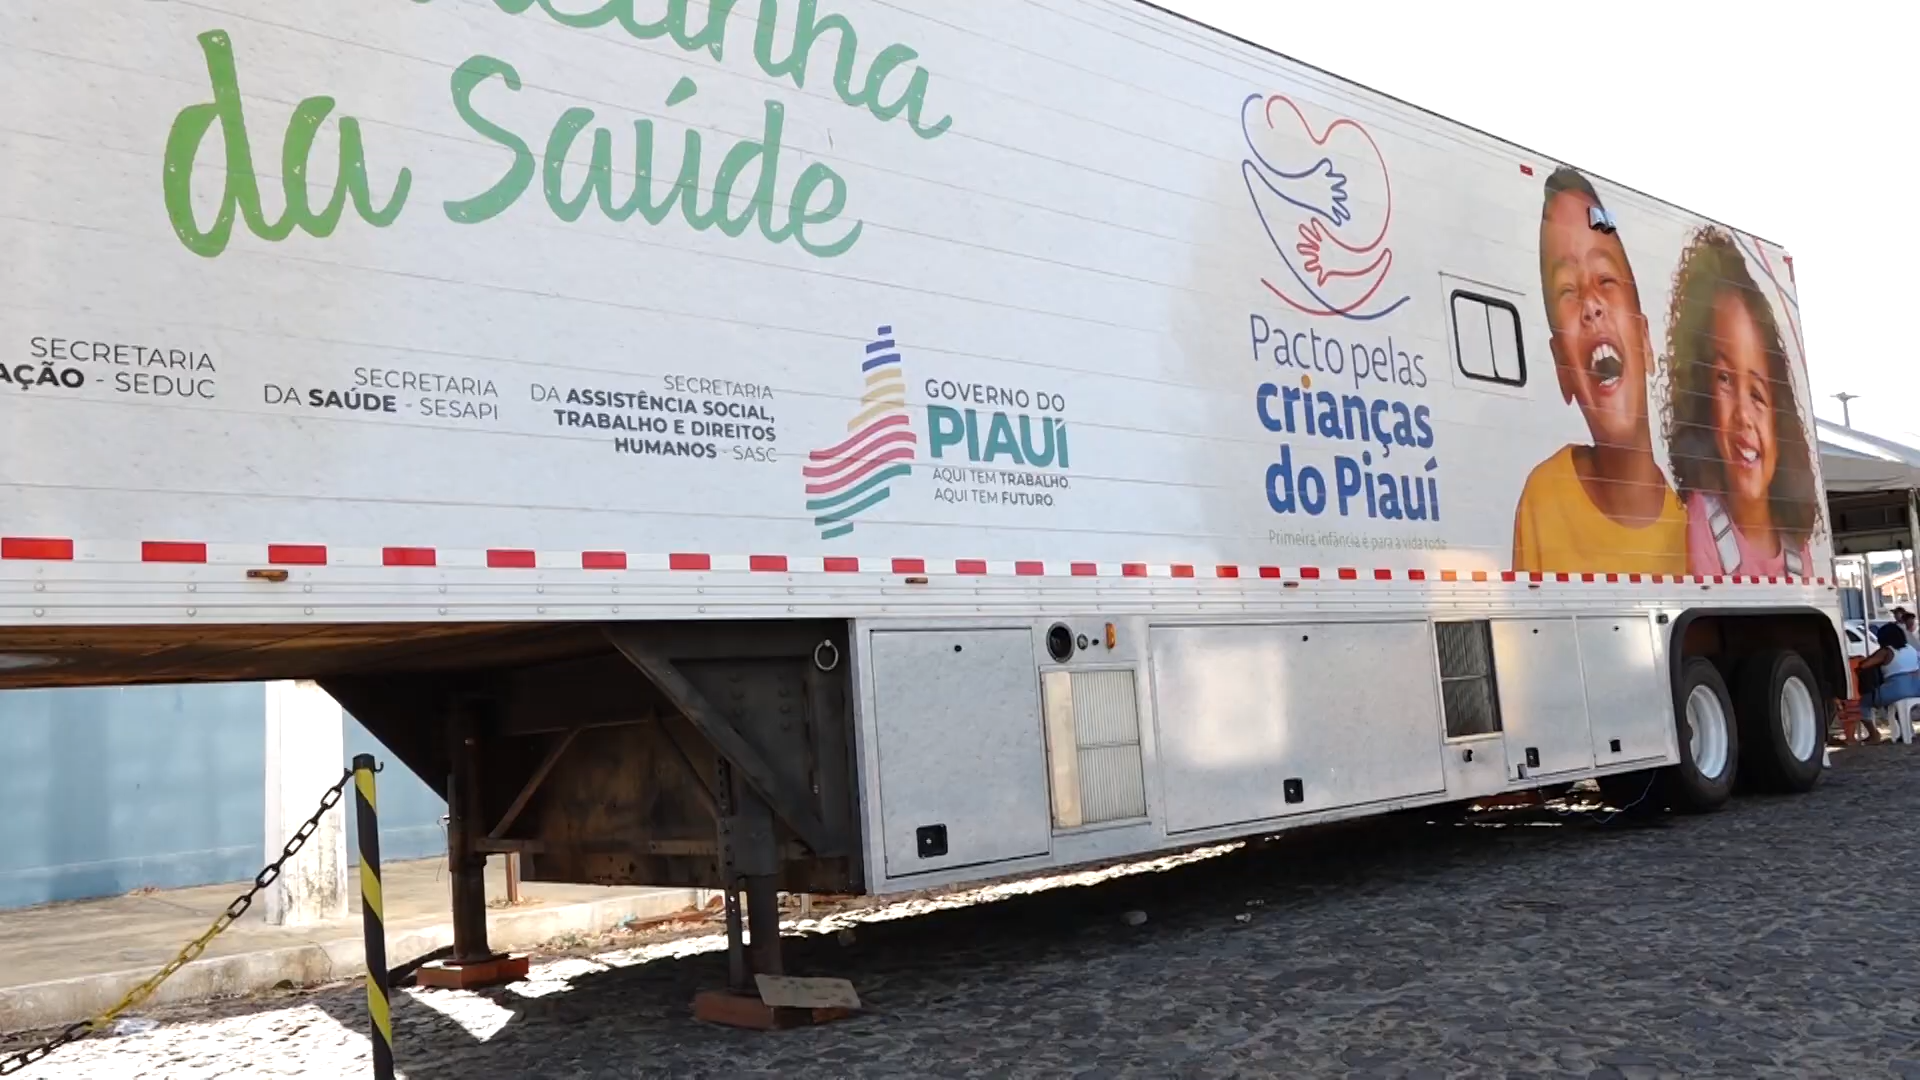 da Saúde
SECRETARIA
AÇÃO - SEDUC
SECRETARIA
DA SAÚDE - SESAPI
SECRETARIA
DA ASSISTÊNCIA SOCIAL,
TRABALHO E DIREITOS
HUMANOS - SASC
GOVERNO DO
PIAUÍ
AQUI TEM TRABALHO.
AQUI TEM FUTURO.
Pacto pelas
crianças
do Piauí
Primeira infância é para a vida toda